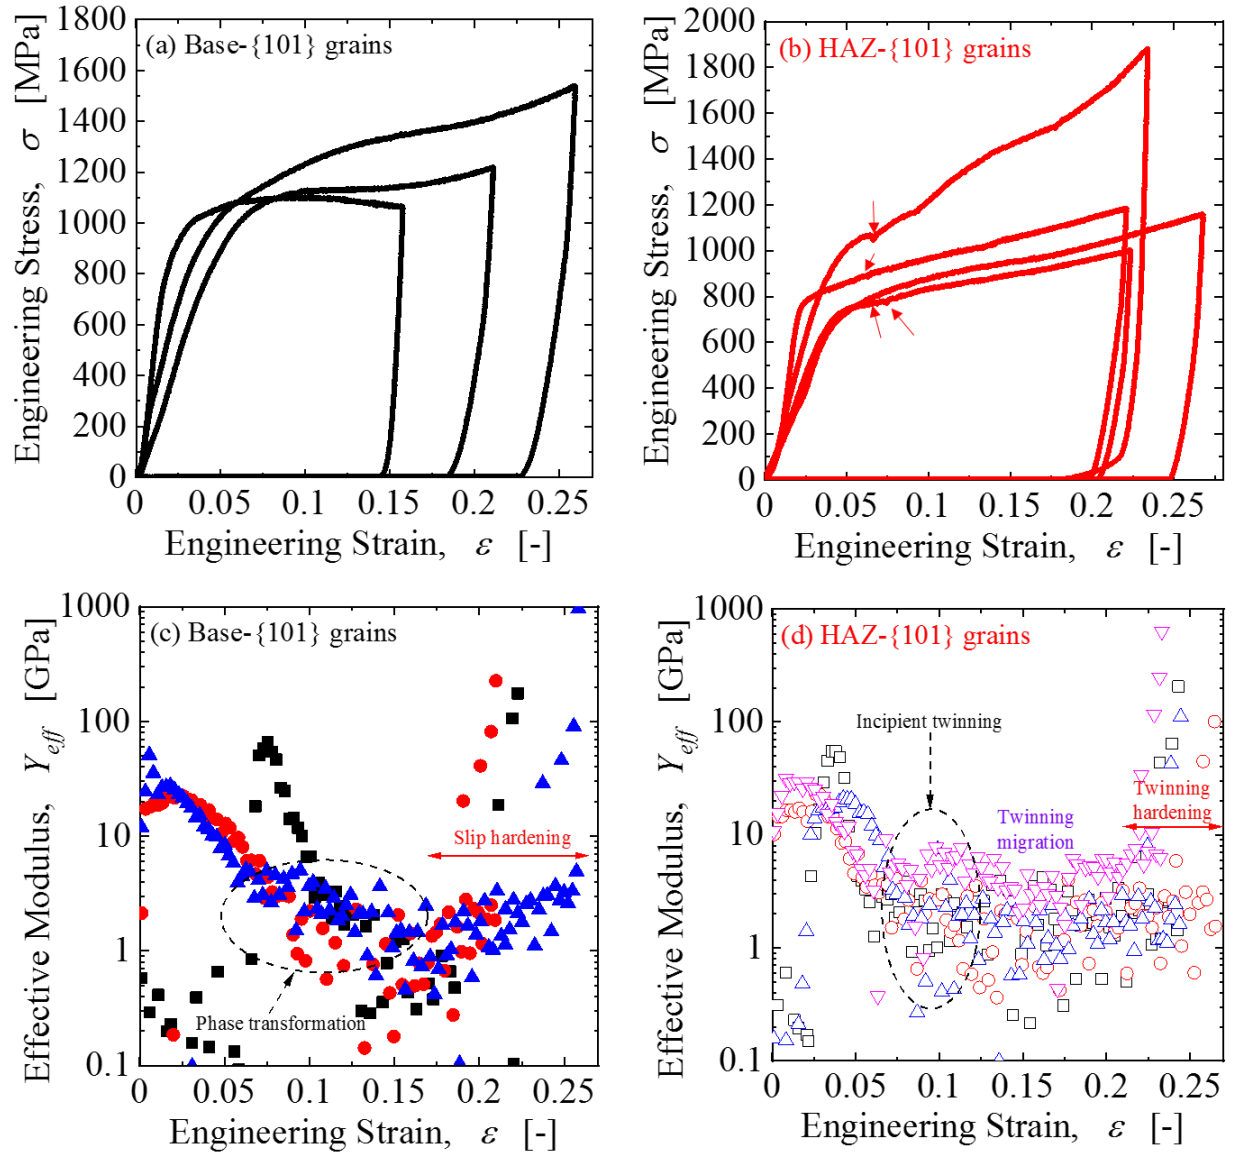 (a) Base-{101} grains
Engineering Stress, σ [MPa]
1800
1600
1400
1200
1000
800
600
400
200
0
0 0.05 0.1 0.15 0.2 0.25
Engineering Strain, ε [-]
(b) HAZ-{101} grains
Engineering Stress, σ [MPa]
2000
1800
1600
1400
1200
1000
800
600
400
200
0
0 0.05 0.1 0.15 0.2 0.25
Engineering Strain, ε [-]
(c) Base-{101} grains
Effective Modulus, Yeff [GPa]
1000
100
10
1
0.1
Slip hardening
Phase transformation
0 0.05 0.1 0.15 0.2 0.25
Engineering Strain, ε [-]
(d) HAZ-{101} grains
Effective Modulus, Yeff [GPa]
1000
100
10
1
0.1
Incipient twinning
Twinning
migration
Twinning
hardening
0 0.05 0.1 0.15 0.2 0.25
Engineering Strain, ε [-]